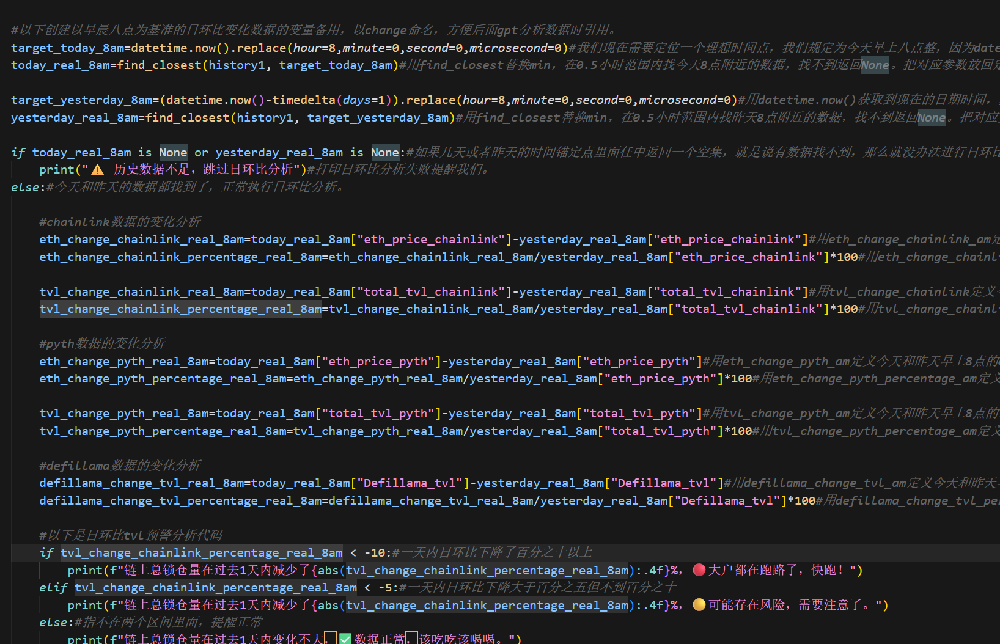 #以下创建以早晨八点为基准的日环比变化数据的变量备用，以change命名，方便后面gpt分析数据时引用。
target_today_8am=datetime.now().replace(hour=8,minute=0,second=0,microsecond=0)#我们现在需要定位一个理想时间点，我们规定为今天早上八点整，因为date
today_real_8am=find_closest(history1, target_today_8am)#用find_closest替换min，在0.5小时范围内找今天8点附近的数据，找不到返回None。把对应参数放回定
target_yesterday_8am=(datetime.now()-timedelta(days=1)).replace(hour=8,minute=0,second=0,microsecond=0)#用datetime.now()获取到现在的日期时间，
yesterday_real_8am=find_closest(history1, target_yesterday_8am)#用find_closest替换min，在0.5小时范围内找昨天8点附近的数据，找不到返回None。把对应
if today_real_8am is None or yesterday_real_8am is None:#如果几天或者昨天的时间锚定点里面任中返回一个空集，就是说有数据找不到，那么就没办法进行日环比
print("⚠️ 历史数据不足，跳过日环比分析")#打印日环比分析失败提醒我们。
else:#今天和昨天的数据都找到了，正常执行日环比分析。
#chainlink数据的变化分析
eth_change_chainlink_real_8am=today_real_8am["eth_price_chainlink"]-yesterday_real_8am["eth_price_chainlink"]#用eth_change_chainlink_am定
eth_change_chainlink_percentage_real_8am=eth_change_chainlink_real_8am/yesterday_real_8am["eth_price_chainlink"]*100#用eth_change_chainl
tvl_change_chainlink_real_8am=today_real_8am["total_tvl_chainlink"]-yesterday_real_8am["total_tvl_chainlink"]#用tvl_change_chainlink定义
tvl_change_chainlink_percentage_real_8am=tvl_change_chainlink_real_8am/yesterday_real_8am["total_tvl_chainlink"]*100#用tvl_change_chainl
#pyth数据的变化分析
eth_change_pyth_real_8am=today_real_8am["eth_price_pyth"]-yesterday_real_8am["eth_price_pyth"]#用eth_change_pyth_am定义今天和昨天早上8点的
eth_change_pyth_percentage_real_8am=eth_change_pyth_real_8am/yesterday_real_8am["eth_price_pyth"]*100#用eth_change_pyth_percentage_am定义
tvl_change_pyth_real_8am=today_real_8am["total_tvl_pyth"]-yesterday_real_8am["total_tvl_pyth"]#用tvl_change_pyth_am定义今天和昨天早上8点的
tvl_change_pyth_percentage_real_8am=tvl_change_pyth_real_8am/yesterday_real_8am["total_tvl_pyth"]*100#用tvl_change_pyth_percentage_am定义
#defillama数据的变化分析
defillama_change_tvl_real_8am=today_real_8am["Defillama_tvl"]-yesterday_real_8am["Defillama_tvl"]#用defillama_change_tvl_am定义今天和昨天
defillama_change_tvl_percentage_real_8am=defillama_change_tvl_real_8am/yesterday_real_8am["Defillama_tvl"]*100#用defillama_change_tvl_pe
#以下是日环比tvl预警分析代码
if tvl_change_chainlink_percentage_real_8am < -10:#一天内日环比下降了百分之十以上
print(f"链上总锁仓量在过去1天内减少了{abs(tvl_change_chainlink_percentage_real_8am):.4f}%，🔴大户都在跑路了，快跑！")
elif tvl_change_chainlink_percentage_real_8am < -5:#一天内日环比下降大于百分之五但不到百分之十
print(f"链上总锁仓量在过去1天内减少了{abs(tvl_change_chainlink_percentage_real_8am):.4f}%，🟡可能存在风险，需要注意了。")
else:#指不在两个区间里面，提醒正常
print(f"链上总锁仓量在过去1天内变化不大，✅数据正常，该吃吃该喝喝。")